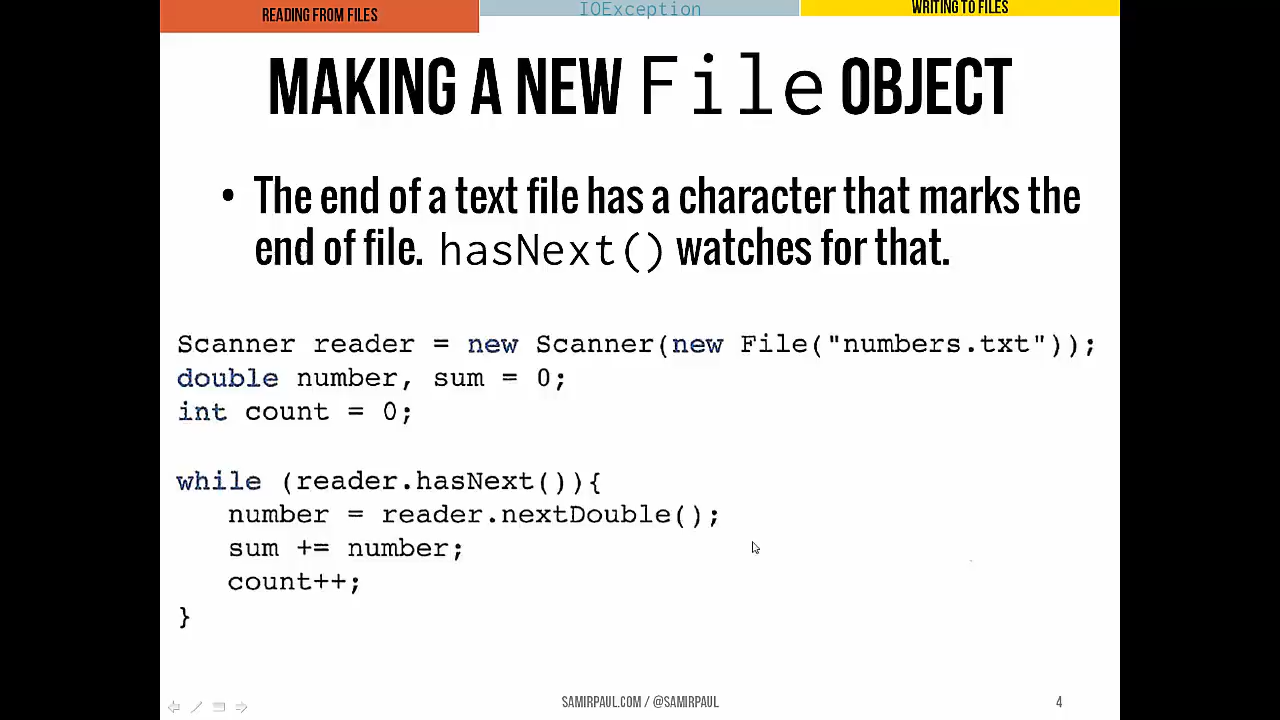 READING FROM FILES
IOException
WRITING TO FILES
MAKING A NEW File OBJECT
• The end of a text file has a character that marks the
end of file. hasNext() watches for that.
Scanner reader = new Scanner(new File("numbers.txt"));
double number, sum = 0;
int count = 0;
while (reader.hasNext()){
number = reader.nextDouble();
sum += number;
count++;
}
SAMIRPAUL.COM / @SAMIRPAUL
4